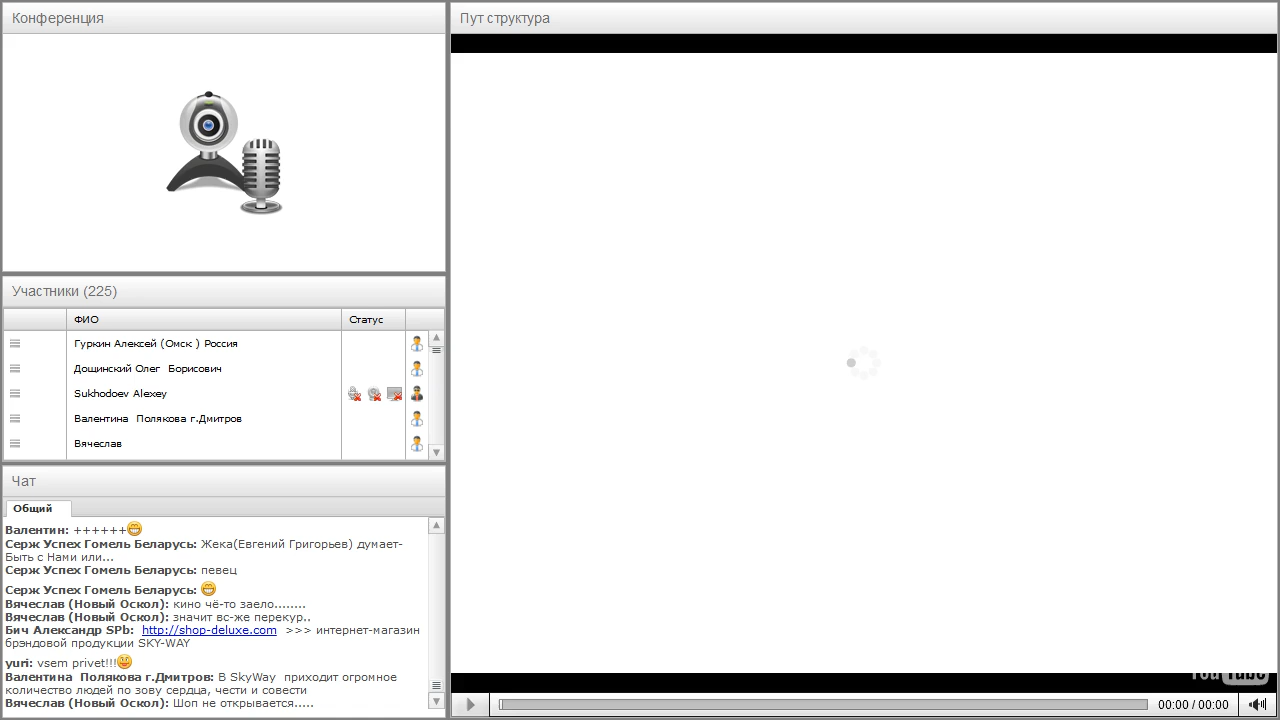 Конференция
Пут структура
Участники (225)
ФИО Статус
Гуркин Алексей (Омск ) Россия
Дощинский Олег Борисович
Sukhodoev Alexey
Валентина Полякова г.Дмитров
Вячеслав
Чат
Общий
Валентин: ++++++
Серж Успех Гомель Беларусь: Жека(Евгений Григорьев) думает-
Быть с Нами или...
Серж Успех Гомель Беларусь: певец
Серж Успех Гомель Беларусь:
Вячеслав (Новый Оскол): кино чё-то заело........
Вячеслав (Новый Оскол): значит вс-же перекур..
Бич Александр SPb: http://shop-deluxe.com >>> интернет-магазин
брэндовой продукции SKY-WAY
yuri: vsem privet!!!
Валентина Полякова г.Дмитров: В SkyWay приходит огромное
количество людей по зову сердца, чести и совести
Вячеслав (Новый Оскол): Шоп не открывается.....
YouTube
00:00 / 00:00